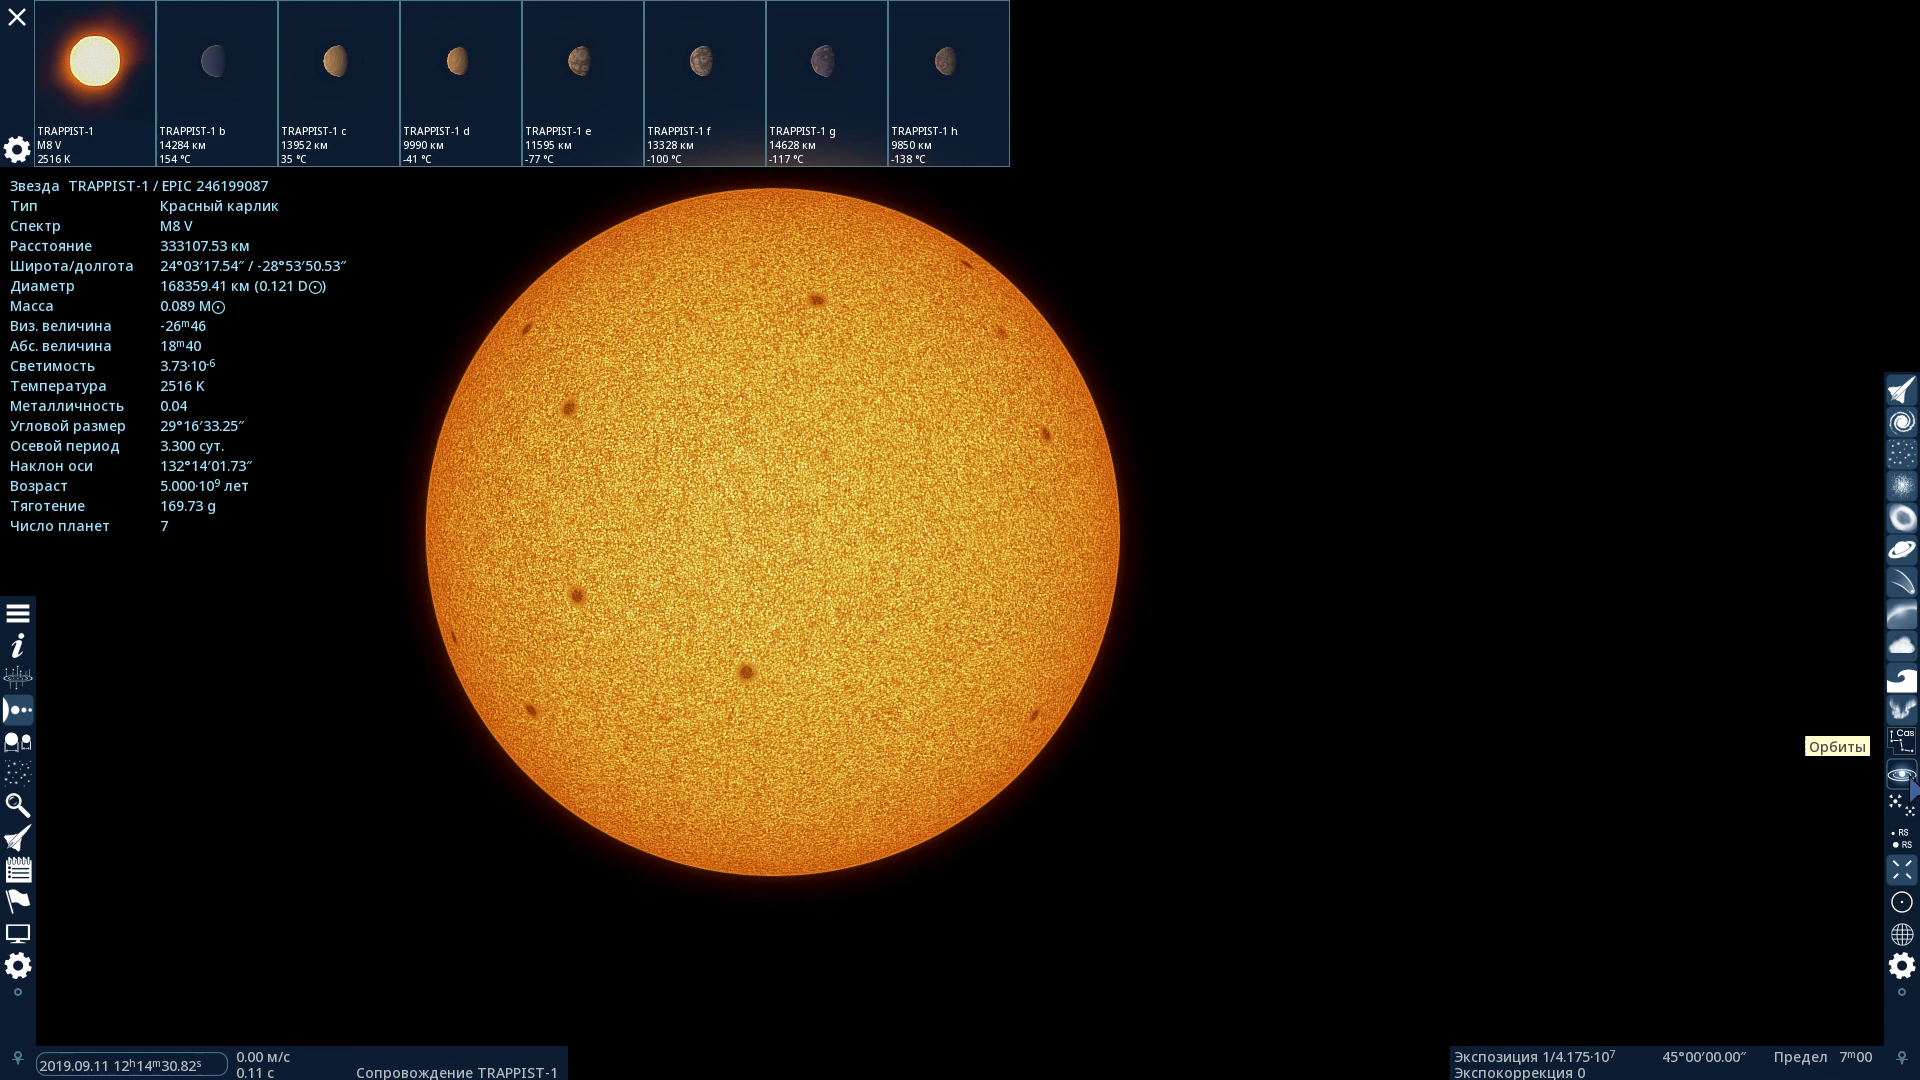 TRAPPIST-1
M8 V
2516 K
TRAPPIST-1 b
14284 км
154 °C
TRAPPIST-1 c
13952 км
35 °C
TRAPPIST-1 d
9990 км
-41 °C
TRAPPIST-1 e
11595 км
-77 °C
TRAPPIST-1 f
13328 км
-100 °C
TRAPPIST-1 g
14628 км
-117 °C
TRAPPIST-1 h
9850 км
-138 °C
Звезда TRAPPIST-1 / EPIC 246199087
Тип Красный карлик
Спектр M8 V
Расстояние 333107.53 км
Широта/долгота 24°03′17.54″ / -28°53′50.53″
Диаметр 168359.41 км (0.121 D⊙)
Масса 0.089 M⊙
Виз. величина -26ᵐ46
Абс. величина 18ᵐ40
Светимость 3.73·10⁻⁶
Температура 2516 K
Металличность 0.04
Угловой размер 29°16′33.25″
Осевой период 3.300 сут.
Наклон оси 132°14′01.73″
Возраст 5.000·10⁹ лет
Тяготение 169.73 g
Число планет 7
Cas
Орбиты
RS
RS
2019.09.11 12ʰ14ᵐ30.82ˢ
0.00 м/с
0.11 с
Сопровождение TRAPPIST-1
Экспозиция 1/4.175·10⁷ 45°00′00.00″ Предел 7ᵐ00
Экспокоррекция 0